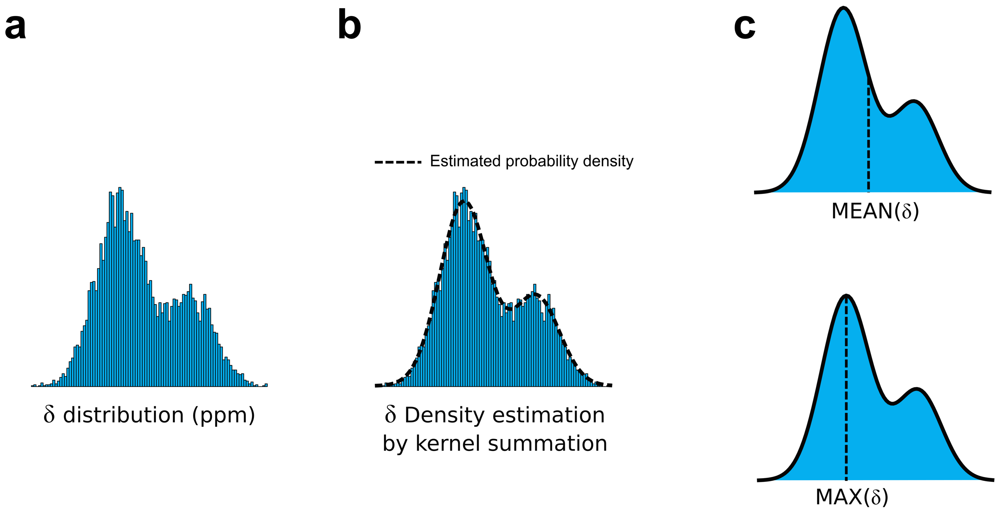 a
b
c
Estimated probability density
MEAN(δ)
δ distribution (ppm)
δ Density estimation
by kernel summation
MAX(δ)